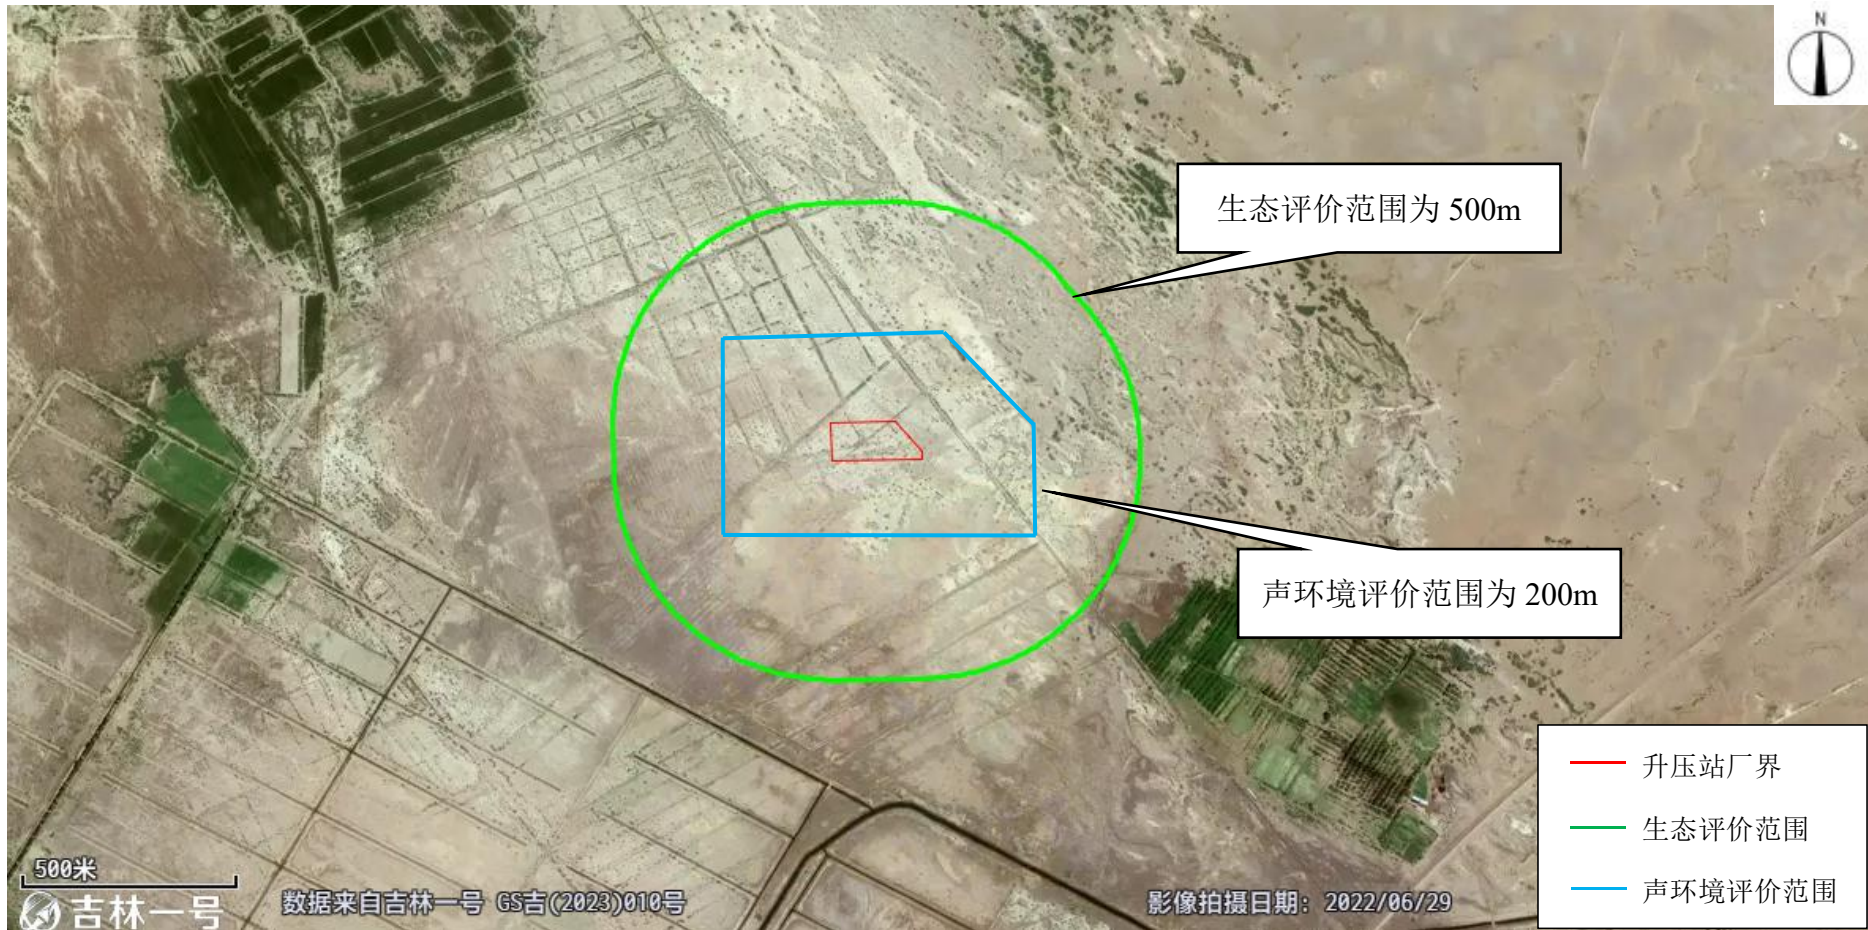 N
生态评价范围为 500m
声环境评价范围为 200m
升压站厂界
生态评价范围
声环境评价范围
500米
吉林一号
数据来自吉林一号 GS吉(2023)010号
影像拍摄日期: 2022/06/29